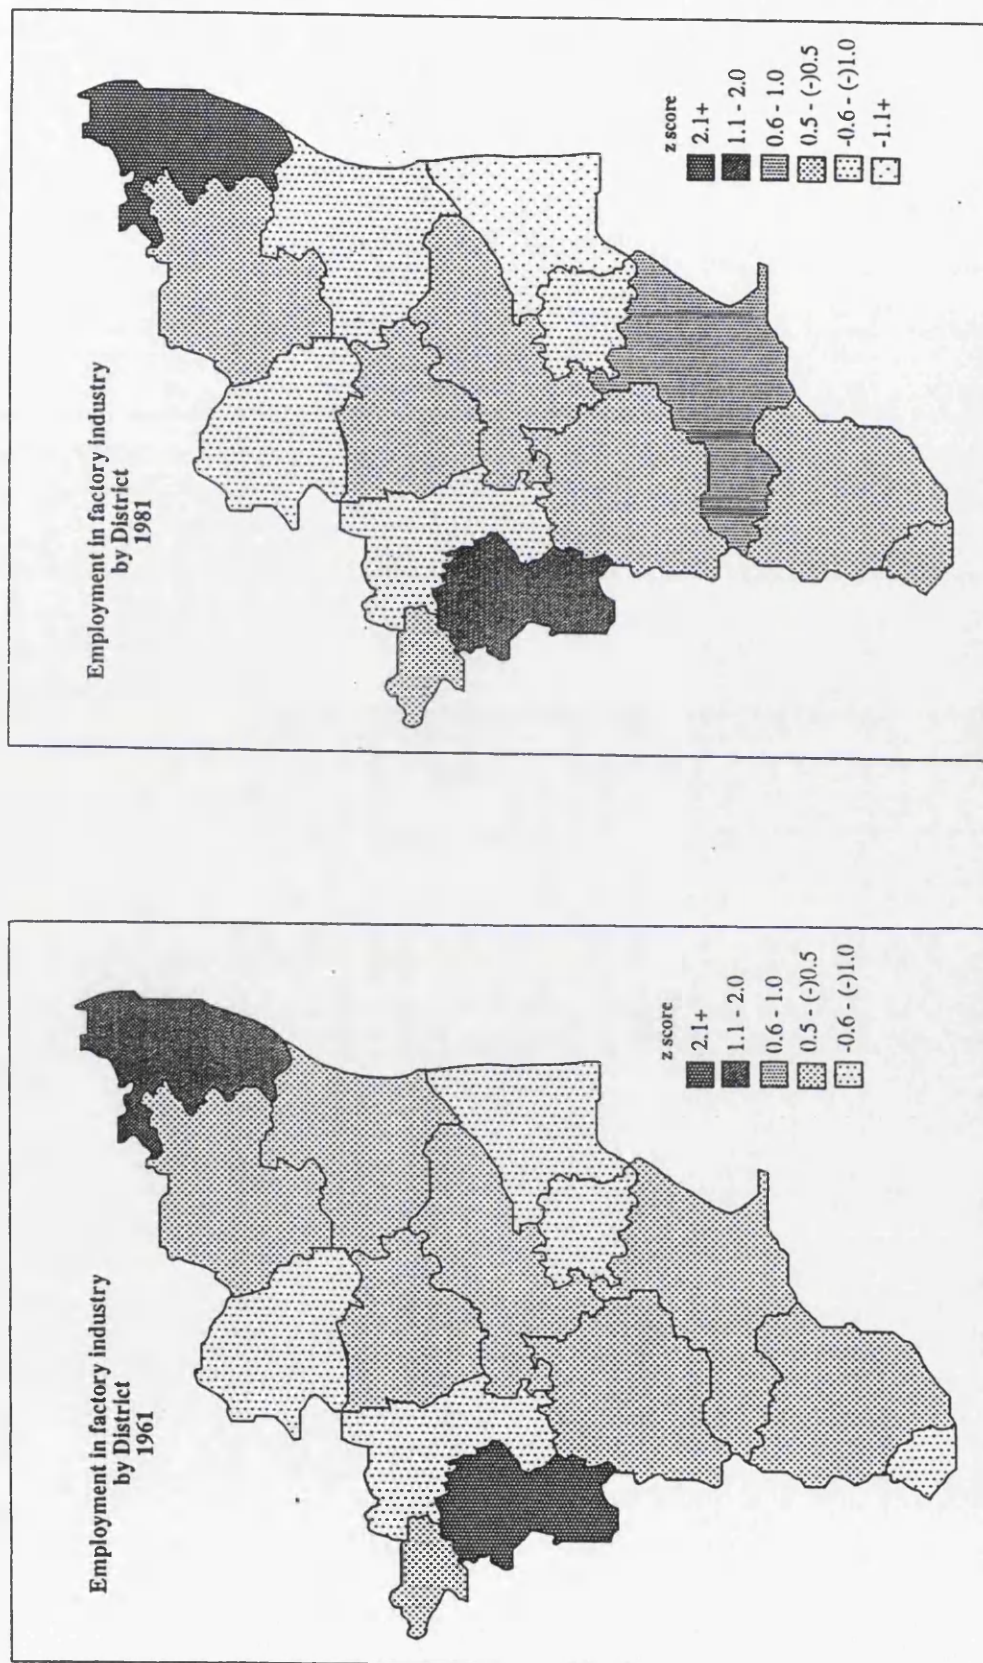 Employment in factory industry
by District
1961
z score
2.1+
1.1 - 2.0
0.6 - 1.0
0.5 - (-)0.5
-0.6 - (-)1.0
Employment in factory industry
by District
1981
z score
2.1+
1.1 - 2.0
0.6 - 1.0
0.5 - (-)0.5
-0.6 - (-)1.0
-1.1+